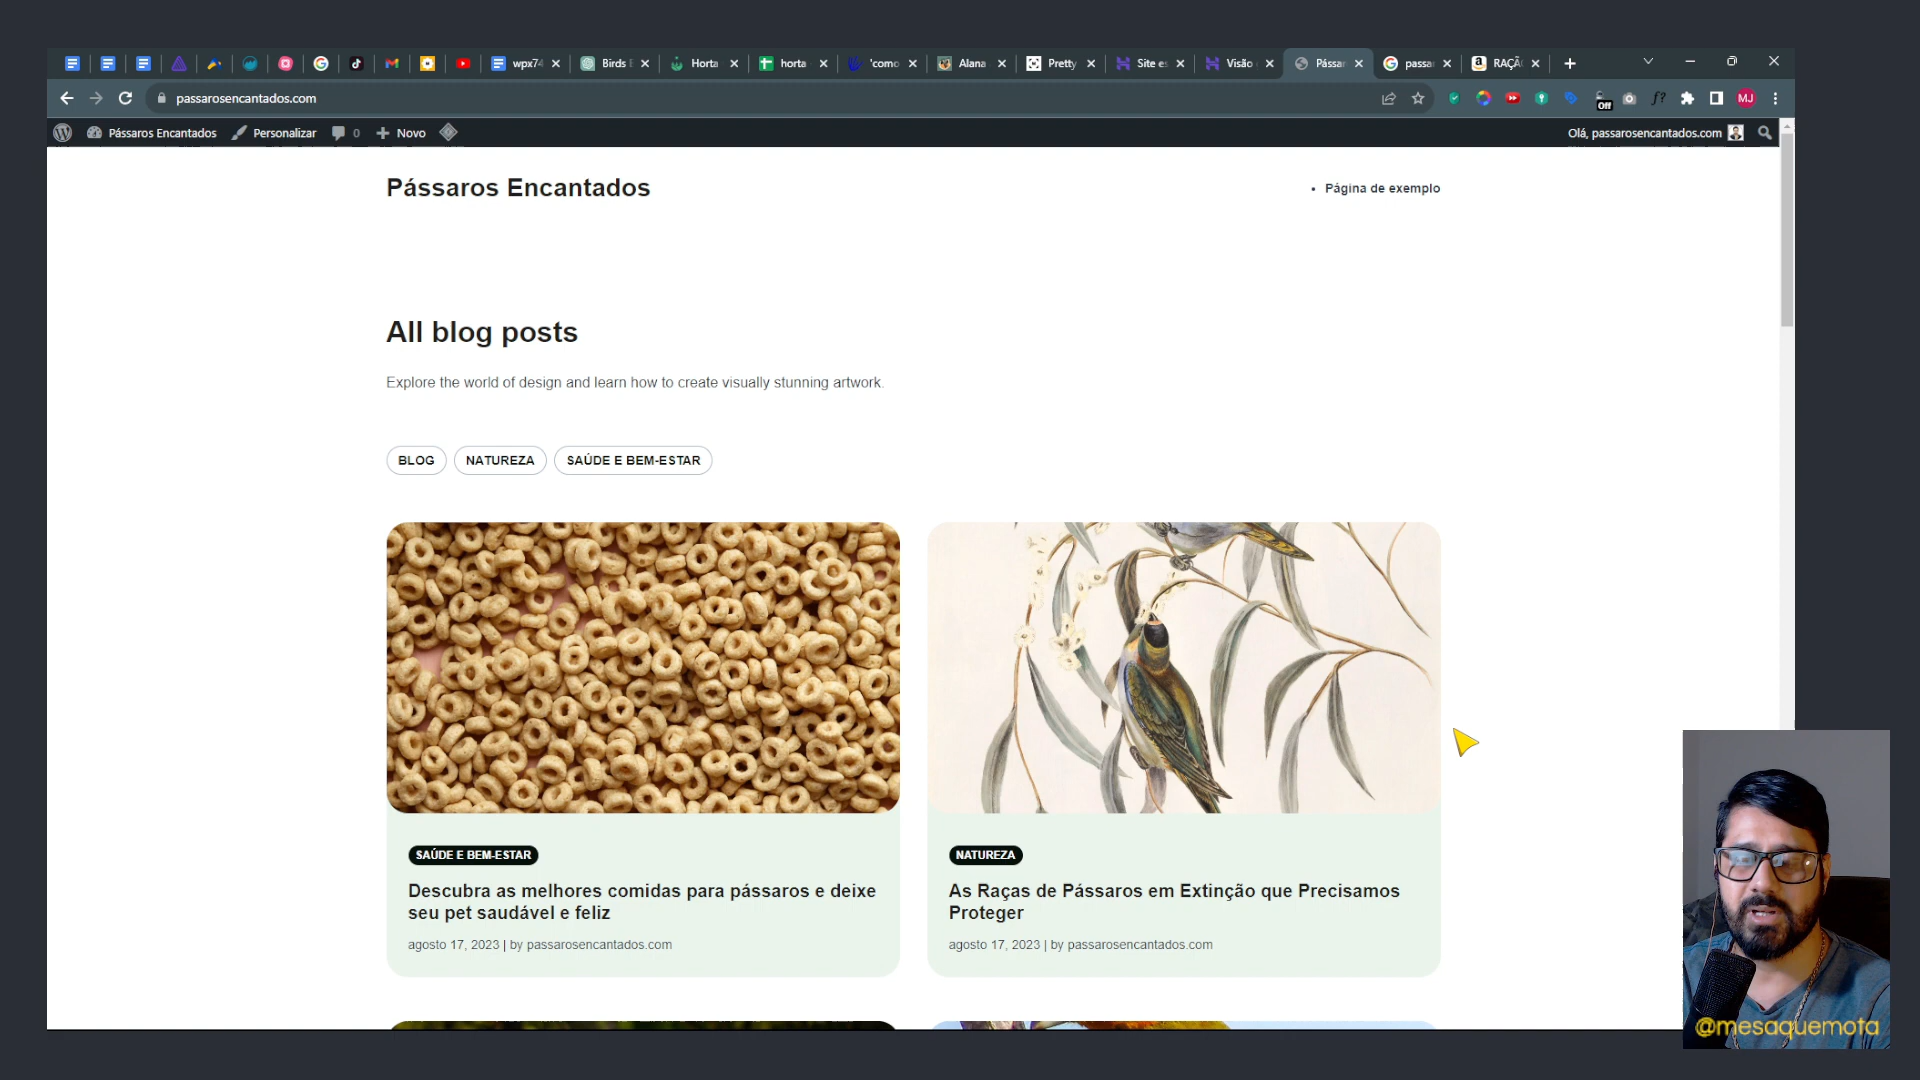 wpx74
Birds E
Horta
horta
'como
Alana
Pretty
Site es
Visão
Pássar
passa
RAÇÃ
passarosencantados.com
Off
f?
MJ
Pássaros Encantados
Personalizar
0
Novo
Olá, passarosencantados.com
Pássaros Encantados
Página de exemplo
All blog posts
Explore the world of design and learn how to create visually stunning artwork.
BLOG
NATUREZA
SAÚDE E BEM-ESTAR
SAÚDE E BEM-ESTAR
Descubra as melhores comidas para pássaros e deixe
seu pet saudável e feliz
agosto 17, 2023 | by passarosencantados.com
NATUREZA
As Raças de Pássaros em Extinção que Precisamos
Proteger
agosto 17, 2023 | by passarosencantados.com
@mesaquemota